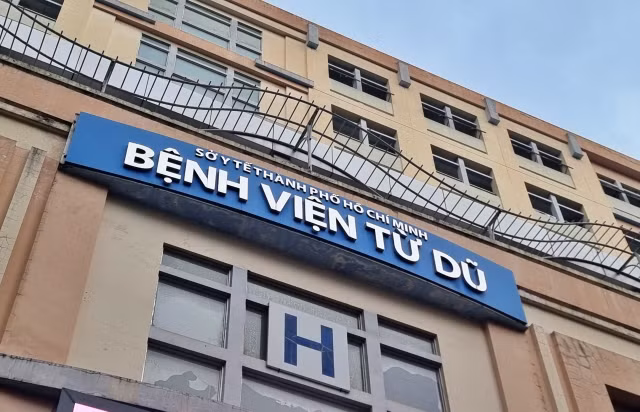 SỞ Y TẾ THÀNH PHỐ HỒ CHÍ MINH
BỆNH VIỆN TỪ DŨ
H